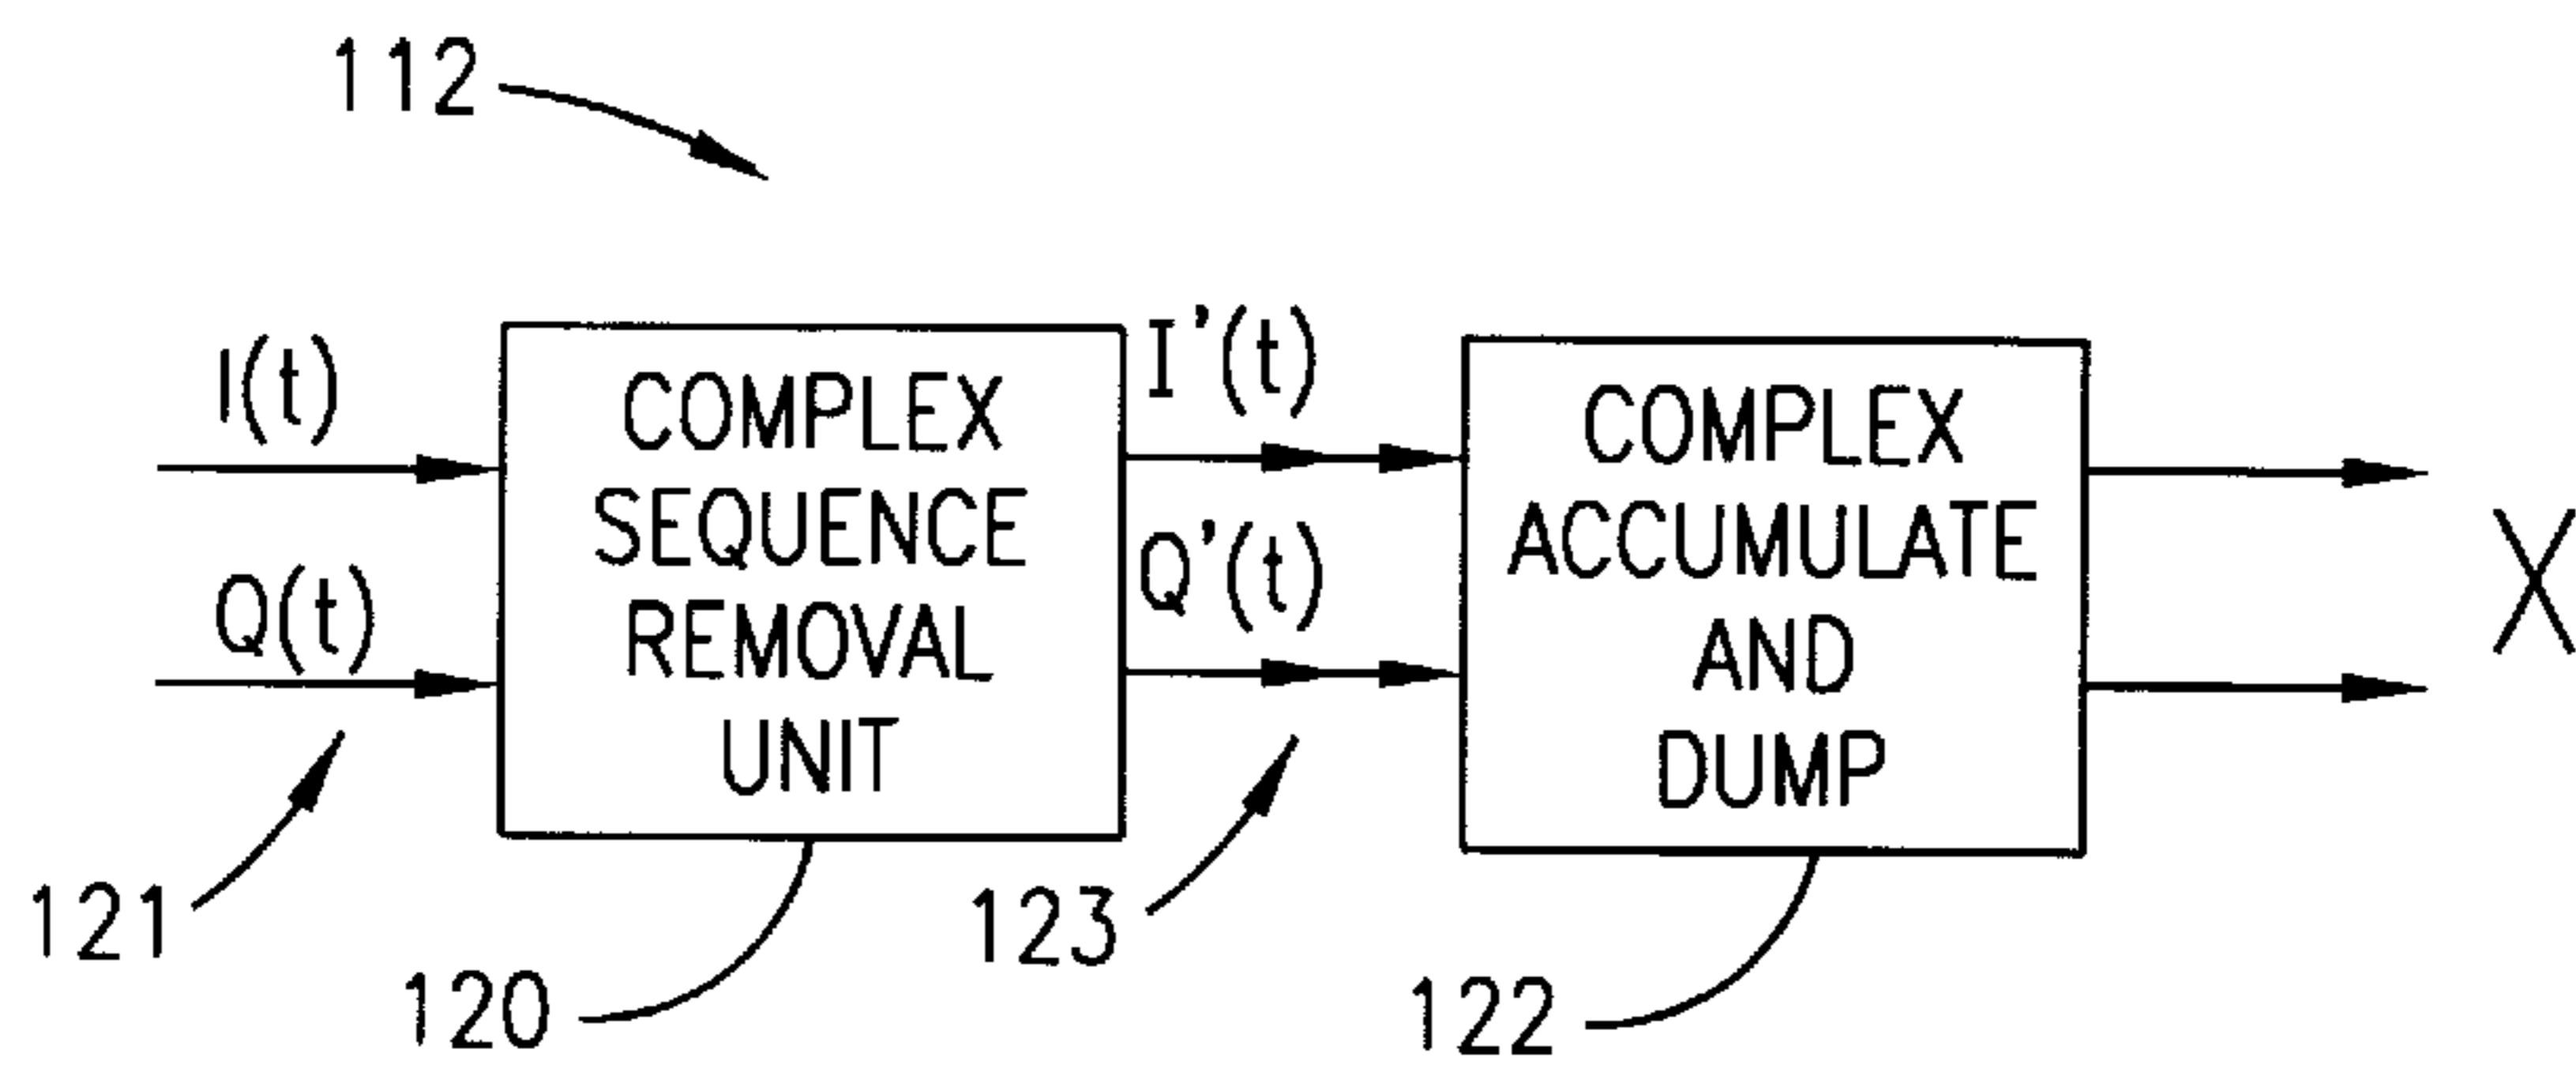 112
I(t)
Q(t)
COMPLEX
SEQUENCE
REMOVAL
UNIT
I'(t)
Q'(t)
COMPLEX
ACCUMULATE
AND
DUMP
X
121
120
123
122